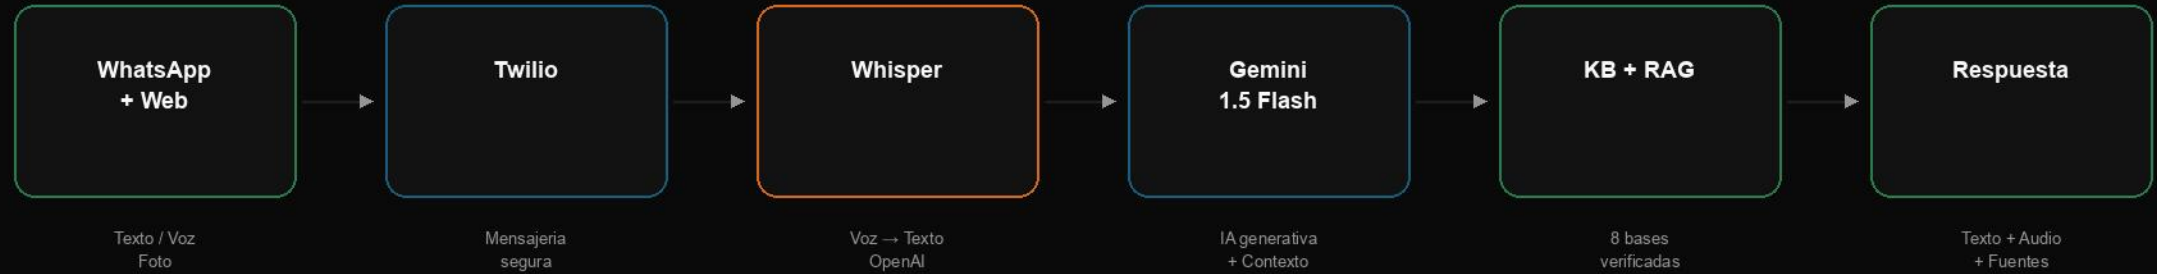 WhatsApp
+ Web
Twilio
Whisper
Gemini
1.5 Flash
KB + RAG
Respuesta
Texto / Voz
Foto
Mensajeria
segura
Voz → Texto
OpenAI
IA generativa
+ Contexto
8 bases
verificadas
Texto + Audio
+ Fuentes